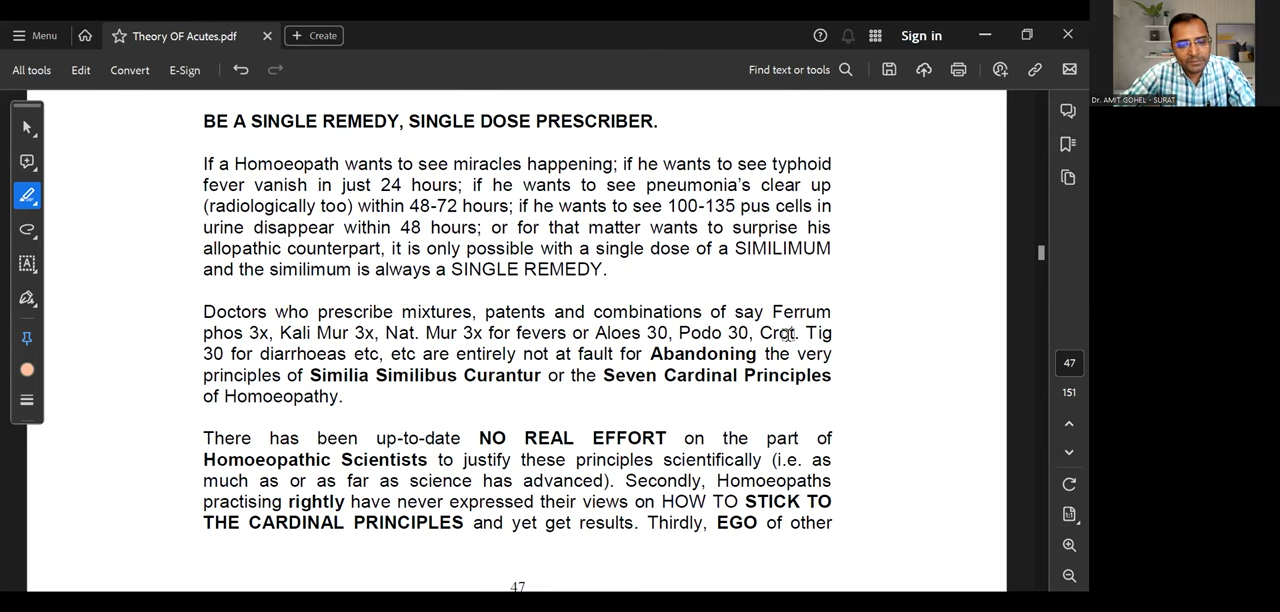 Menu
Theory OF Acutes.pdf
Create
Sign in
All tools
Edit
Convert
E-Sign
Find text or tools
Dr. AMIT GOHEL - SURAT
BE A SINGLE REMEDY, SINGLE DOSE PRESCRIBER.
If a Homoeopath wants to see miracles happening; if he wants to see typhoid
fever vanish in just 24 hours; if he wants to see pneumonia's clear up
(radiologically too) within 48-72 hours; if he wants to see 100-135 pus cells in
urine disappear within 48 hours; or for that matter wants to surprise his
allopathic counterpart, it is only possible with a single dose of a SIMILIMUM
and the similimum is always a SINGLE REMEDY.
Doctors who prescribe mixtures, patents and combinations of say Ferrum
phos 3x, Kali Mur 3x, Nat. Mur 3x for fevers or Aloes 30, Podo 30, Crot. Tig
30 for diarrhoeas etc, etc are entirely not at fault for Abandoning the very
principles of Similia Similibus Curantur or the Seven Cardinal Principles
of Homoeopathy.
There has been up-to-date NO REAL EFFORT on the part of
Homoeopathic Scientists to justify these principles scientifically (i.e. as
much as or as far as science has advanced). Secondly, Homoeopaths
practising rightly have never expressed their views on HOW TO STICK TO
THE CARDINAL PRINCIPLES and yet get results. Thirdly, EGO of other
47
47
151